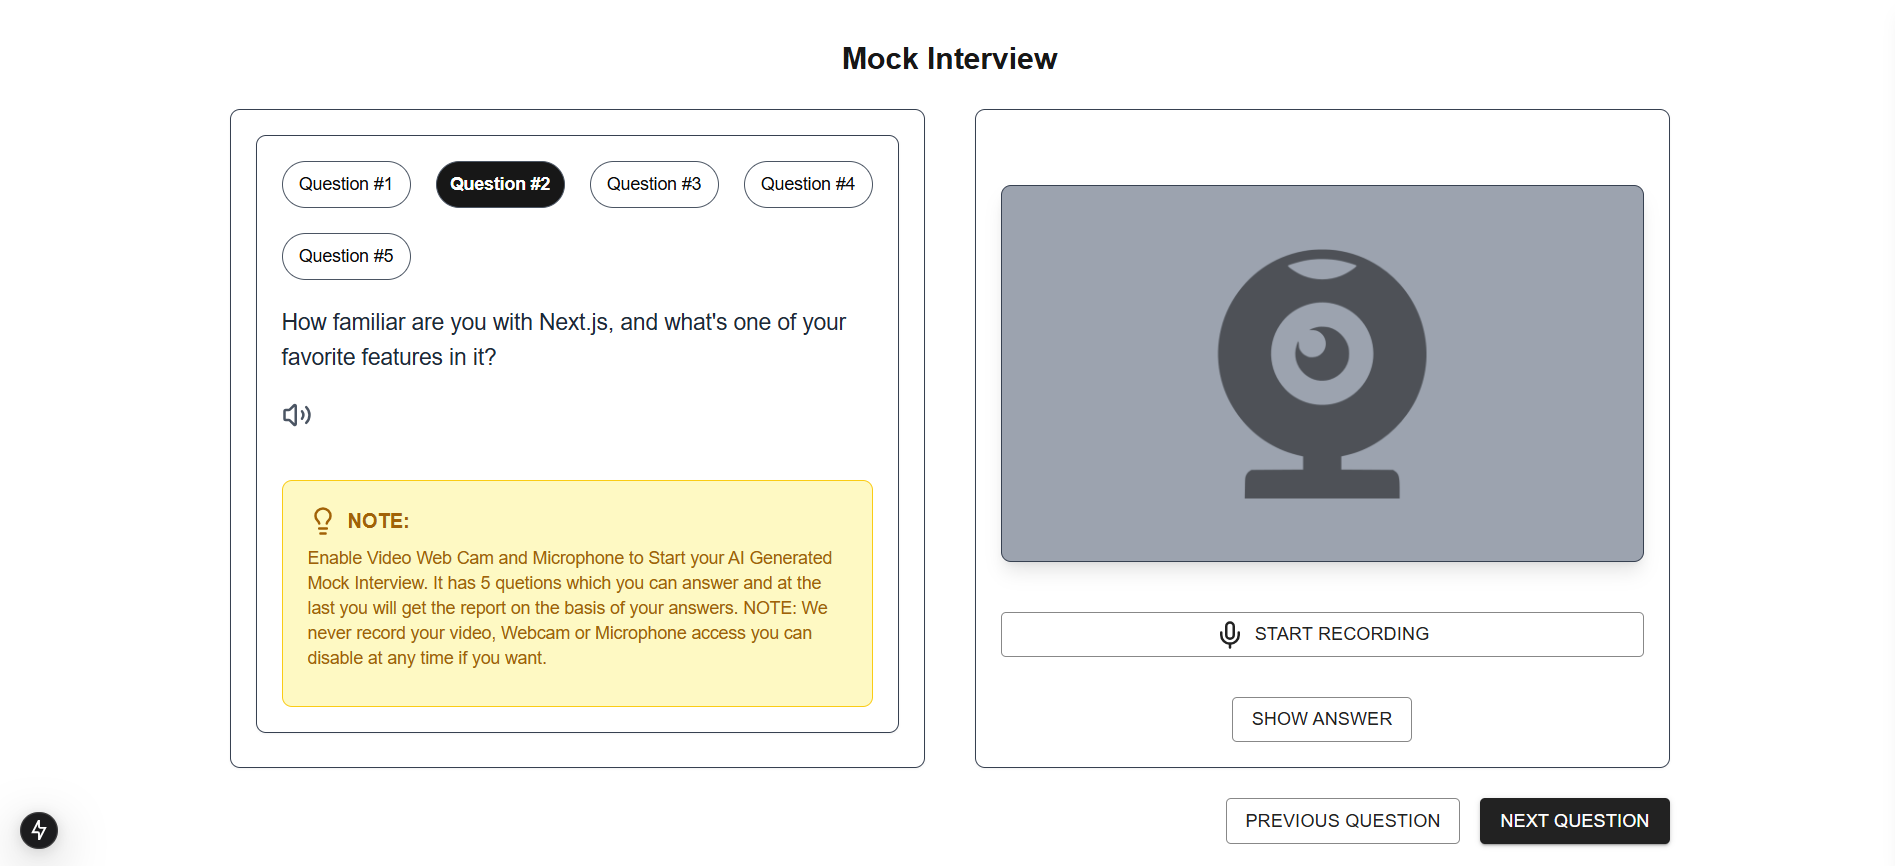 Mock Interview
Question #1
Question #2
Question #3
Question #4
Question #5
How familiar are you with Next.js, and what's one of your
favorite features in it?
NOTE:
Enable Video Web Cam and Microphone to Start your AI Generated
Mock Interview. It has 5 quetions which you can answer and at the
last you will get the report on the basis of your answers. NOTE: We
never record your video, Webcam or Microphone access you can
disable at any time if you want.
START RECORDING
SHOW ANSWER
PREVIOUS QUESTION
NEXT QUESTION